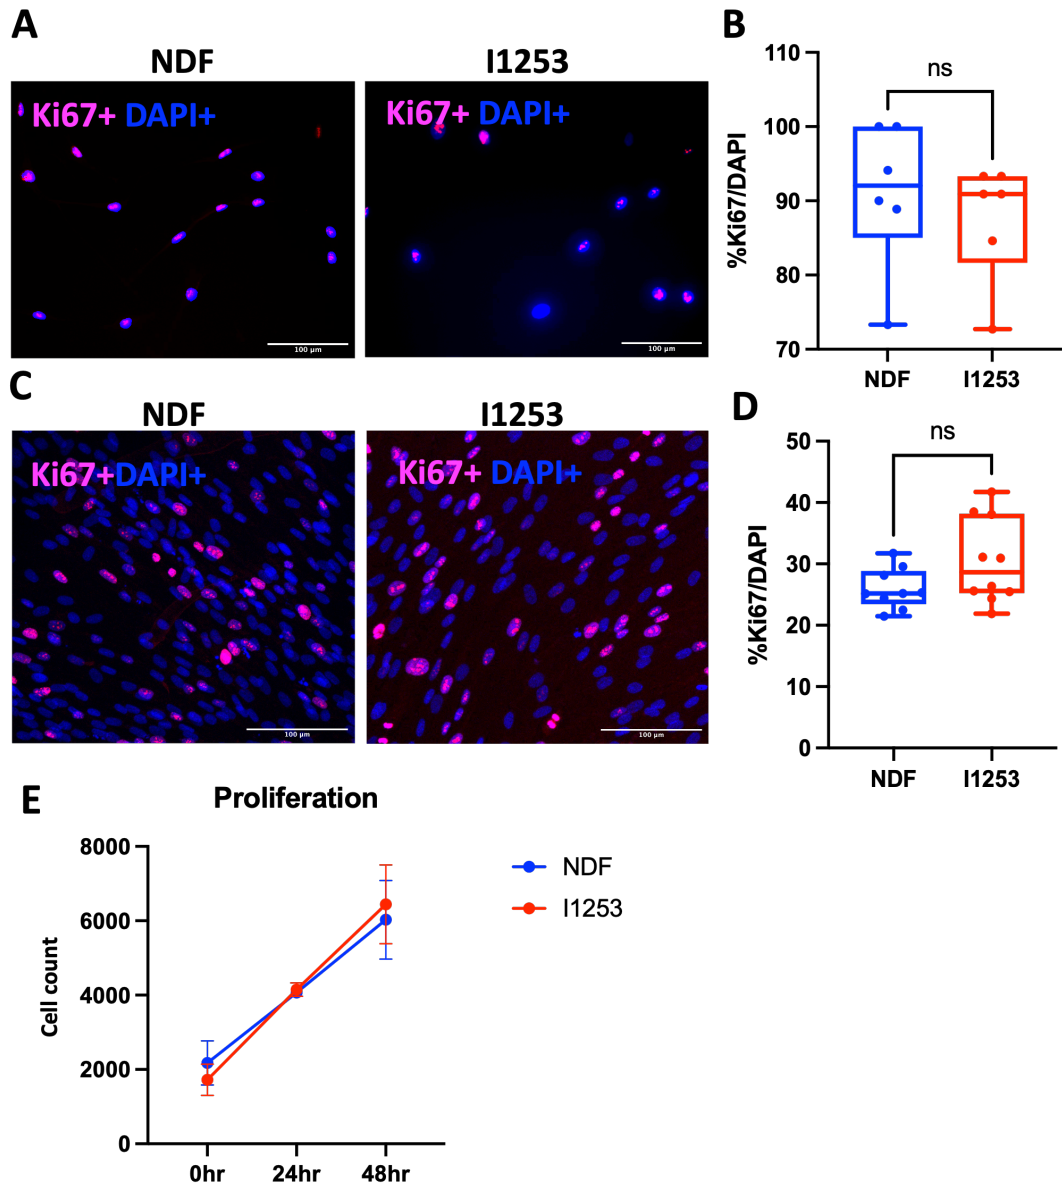 A
NDF
I1253
Ki67+ DAPI+
Ki67+ DAPI+
100 µm
100 µm
B
110
100
90
80
70
%Ki67/DAPI
ns
NDF
I1253
C
NDF
I1253
Ki67+DAPI+
Ki67+ DAPI+
100 µm
100 µm
D
50
40
30
20
10
0
%Ki67/DAPI
ns
NDF
I1253
E
Proliferation
8000
6000
4000
2000
0
Cell count
0hr
24hr
48hr
NDF
I1253